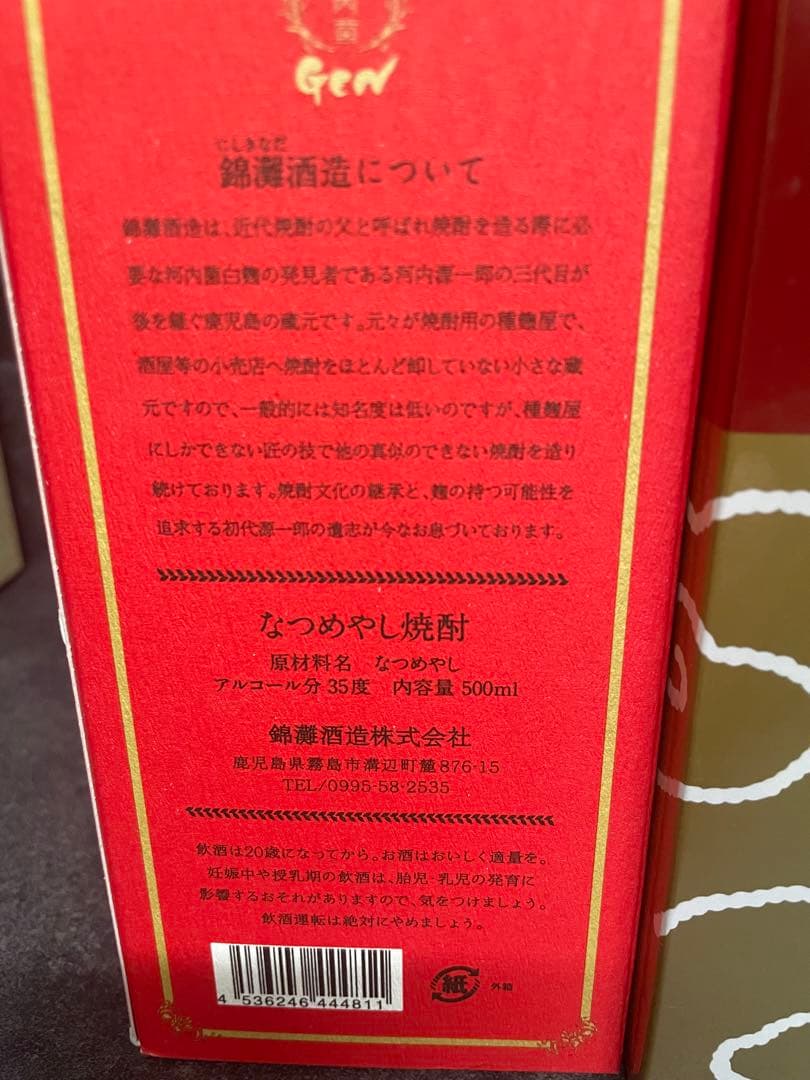 内菌
Gen
にしきなだ
錦灘酒造について
錦灘酒造は、近代焼酎の父と呼ばれ焼酎を造る際に必
要な河内菌白麹の発見者である河内源一郎の三代目が
後を継ぐ鹿児島の蔵元です。元々が焼酎用の種麹屋で、
酒屋等の小売店へ焼酎をほとんど卸していない小さな蔵
元ですので、一般的には知名度は低いのですが、種麹屋
にしかできない匠の技で他の真似のできない焼酎を造り
続けております。焼酎文化の継承と、麹の持つ可能性を
追求する初代源一郎の遺志が今なお息づいております。
なつめやし焼酎
原材料名 なつめやし
アルコール分 35度 内容量 500ml
錦灘酒造株式会社
鹿児島県霧島市溝辺町麓876-15
TEL/0995-58-2535
飲酒は20歳になってから。お酒はおいしく適量を。
妊娠中や授乳期の飲酒は、胎児・乳児の発育に
影響するおそれがありますので、気をつけましょう。
飲酒運転は絶対にやめましょう。
4 536246 444811
紙 外箱